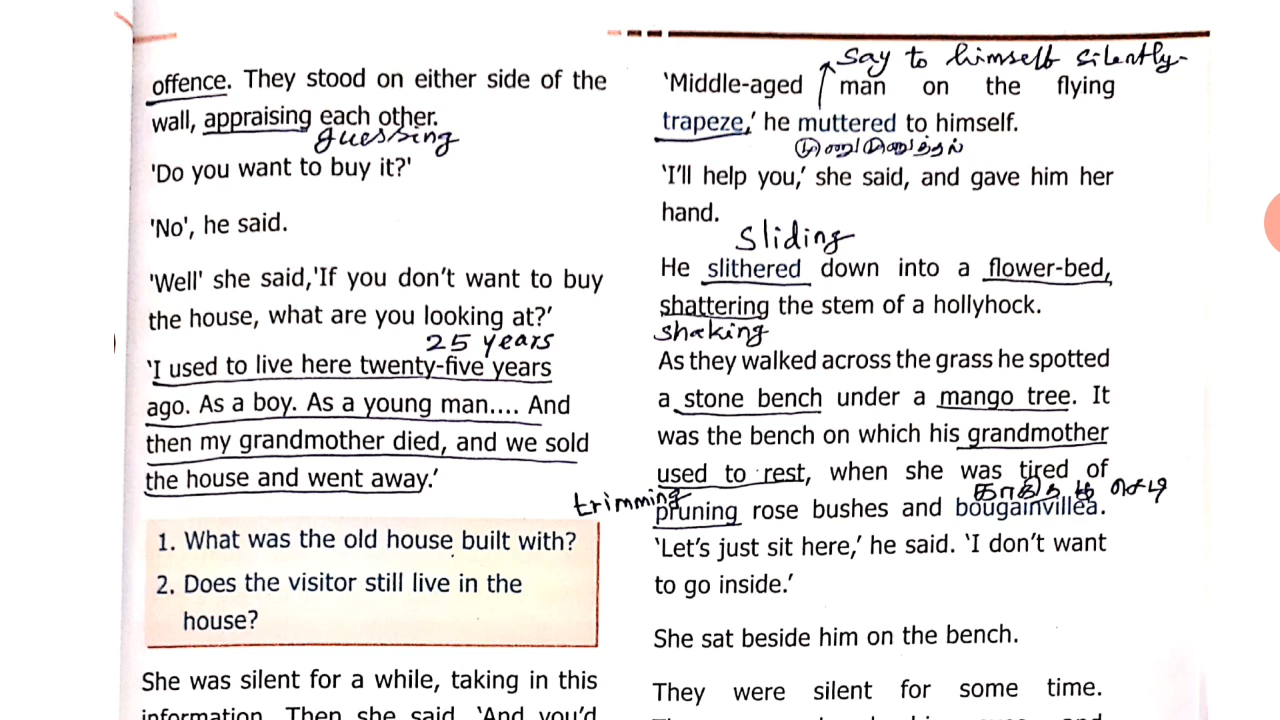 offence. They stood on either side of the
wall, appraising each other.
guessing
'Do you want to buy it?'
'No', he said.
'Well' she said,'If you don't want to buy
the house, what are you looking at?'
25 years
'I used to live here twenty-five years
ago. As a boy. As a young man.... And
then my grandmother died, and we sold
the house and went away.'
1. What was the old house built with?
2. Does the visitor still live in the
house?
She was silent for a while, taking in this
information. Then she said, 'And you'd
say to himself silently-
'Middle-aged man on the flying
trapeze,' he muttered to himself.
முணுமுணுத்தல்
'I'll help you,' she said, and gave him her
hand.
Sliding
He slithered down into a flower-bed,
shattering the stem of a hollyhock.
shaking
As they walked across the grass he spotted
a stone bench under a mango tree. It
was the bench on which his grandmother
used to rest, when she was tired of
trimming
செடி
pruning rose bushes and bougainvillea.
'Let's just sit here,' he said. 'I don't want
to go inside.'
She sat beside him on the bench.
They were silent for some time.